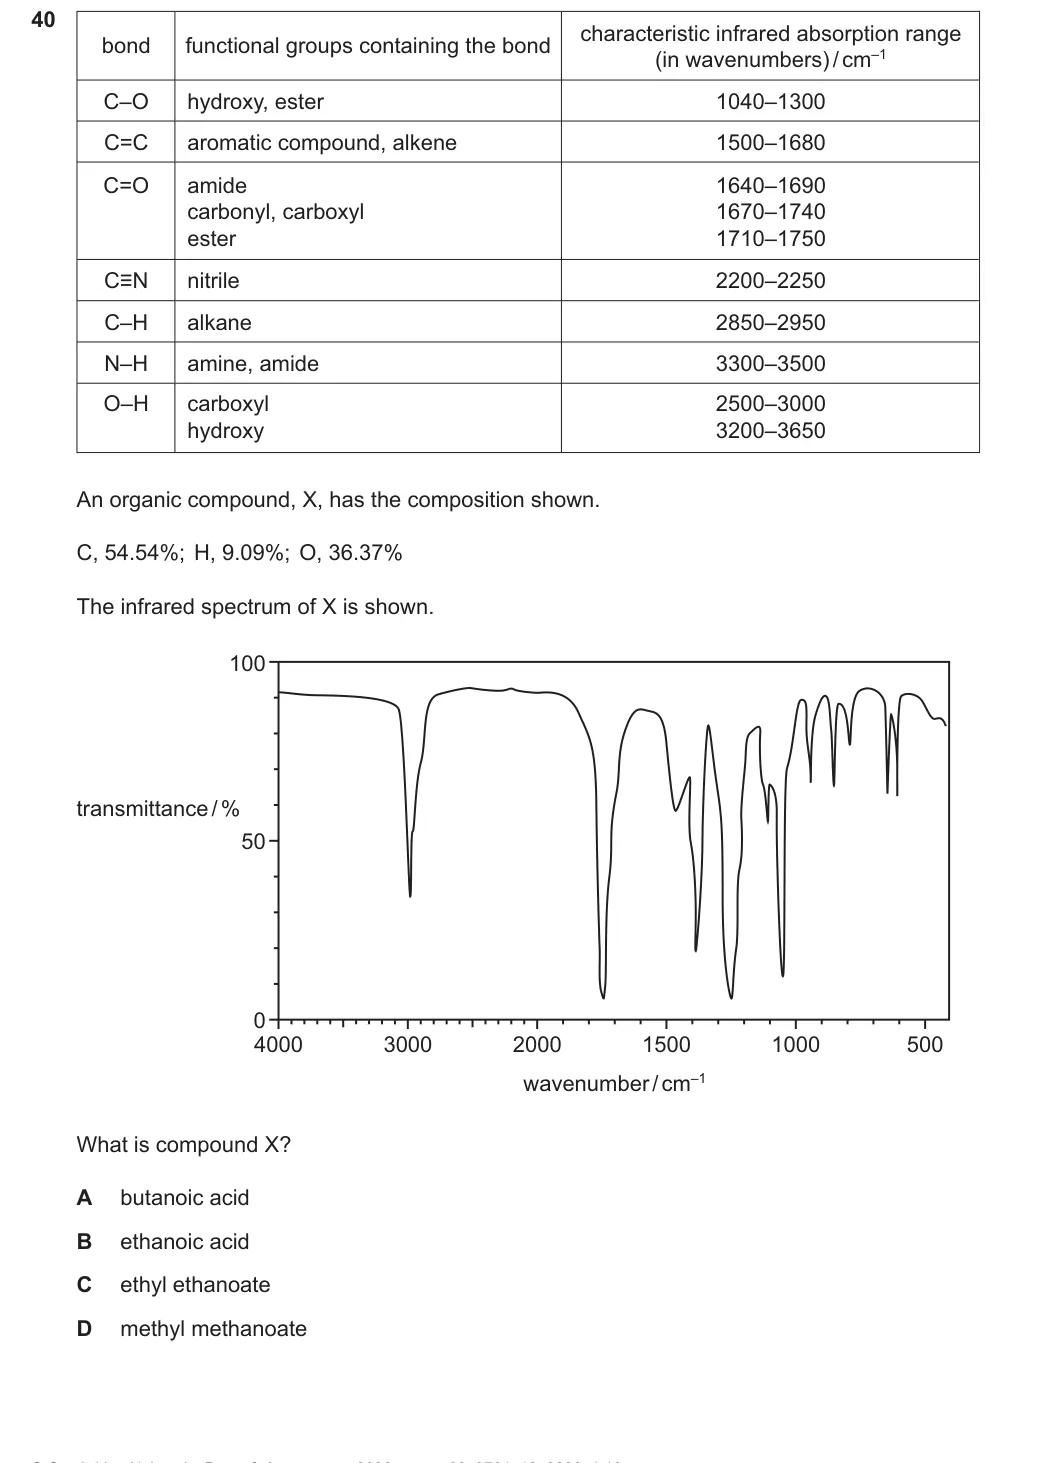 40
bond functional groups containing the bond characteristic infrared absorption range
(in wavenumbers) / cm⁻¹
C–O hydroxy, ester 1040–1300
C=C aromatic compound, alkene 1500–1680
C=O amide 1640–1690
carbonyl, carboxyl 1670–1740
ester 1710–1750
C≡N nitrile 2200–2250
C–H alkane 2850–2950
N–H amine, amide 3300–3500
O–H carboxyl 2500–3000
hydroxy 3200–3650
An organic compound, X, has the composition shown.
C, 54.54%; H, 9.09%; O, 36.37%
The infrared spectrum of X is shown.
100
transmittance / %
50
0
4000 3000 2000 1500 1000 500
wavenumber / cm⁻¹
What is compound X?
A butanoic acid
B ethanoic acid
C ethyl ethanoate
D methyl methanoate